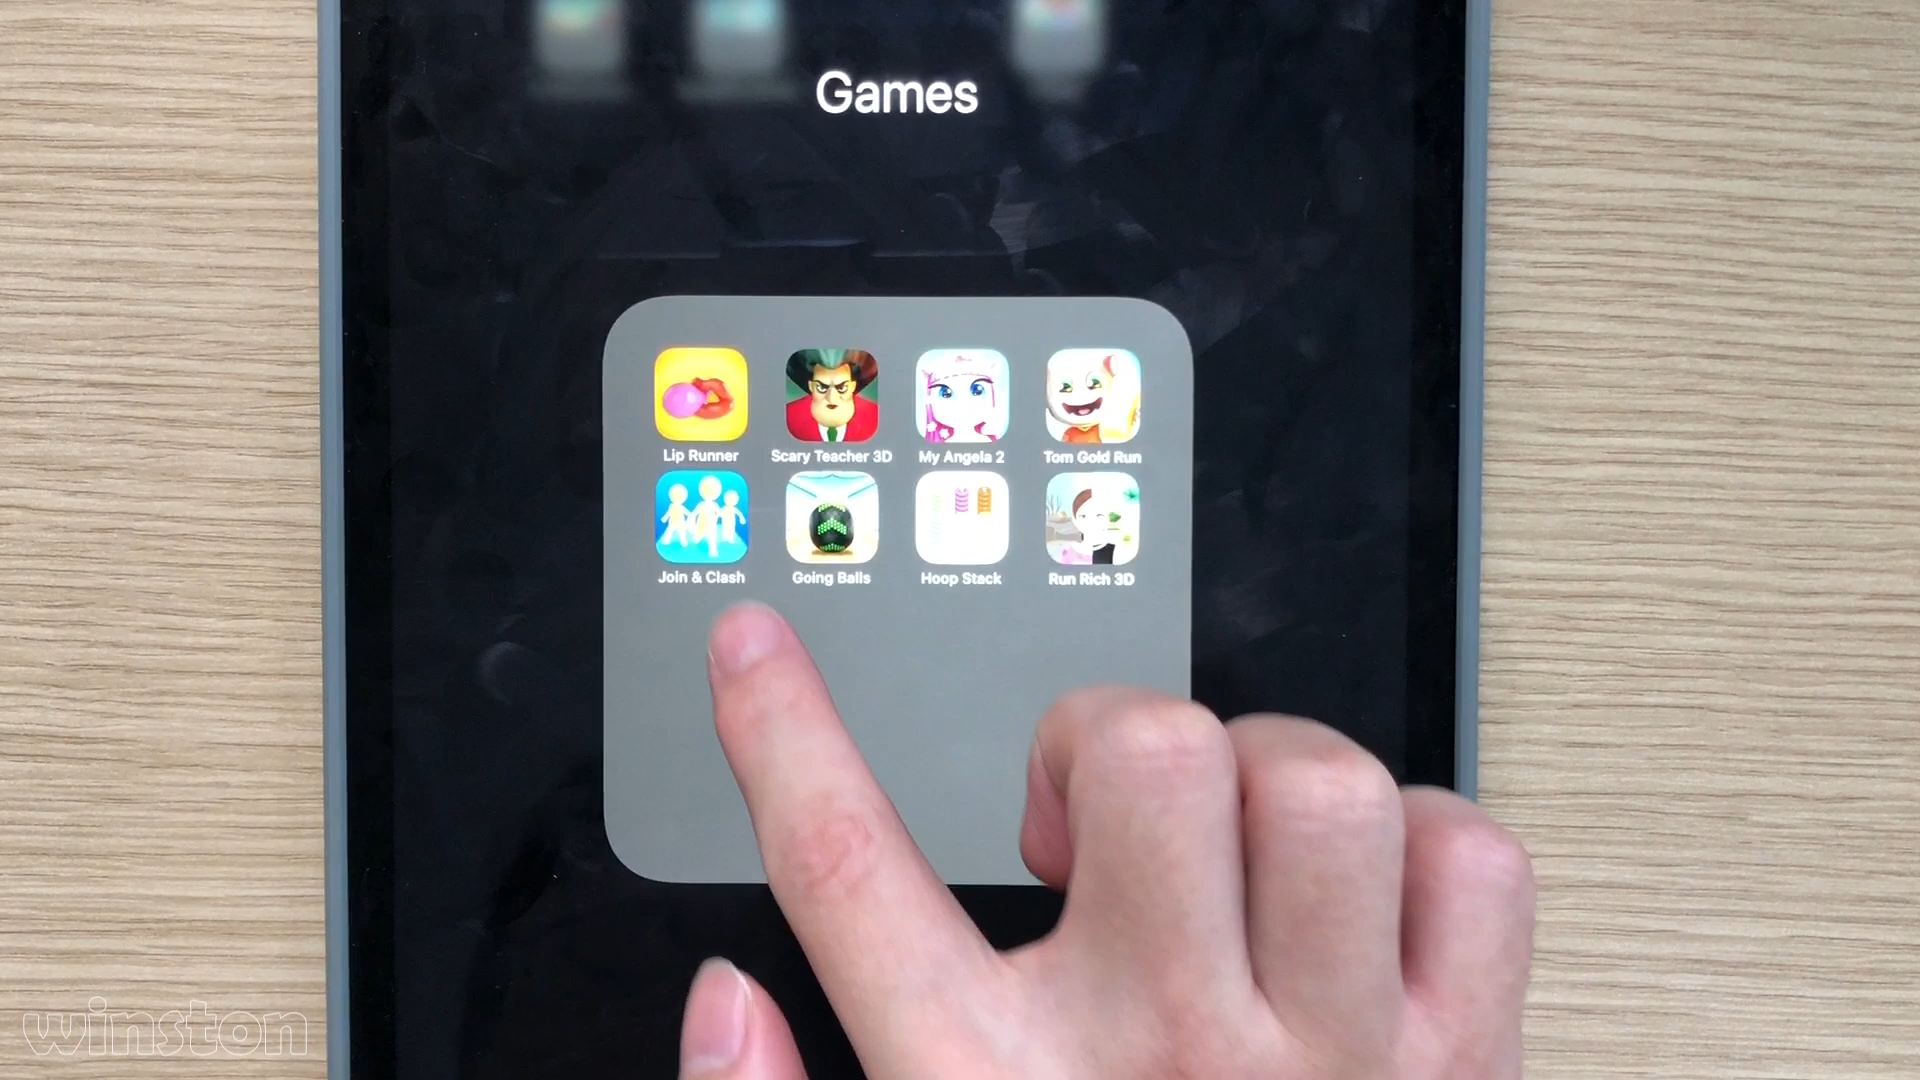 Games
Lip Runner
Scary Teacher 3D
My Angela 2
Tom Gold Run
Join & Clash
Going Balls
Hoop Stack
Run Rich 3D
winston